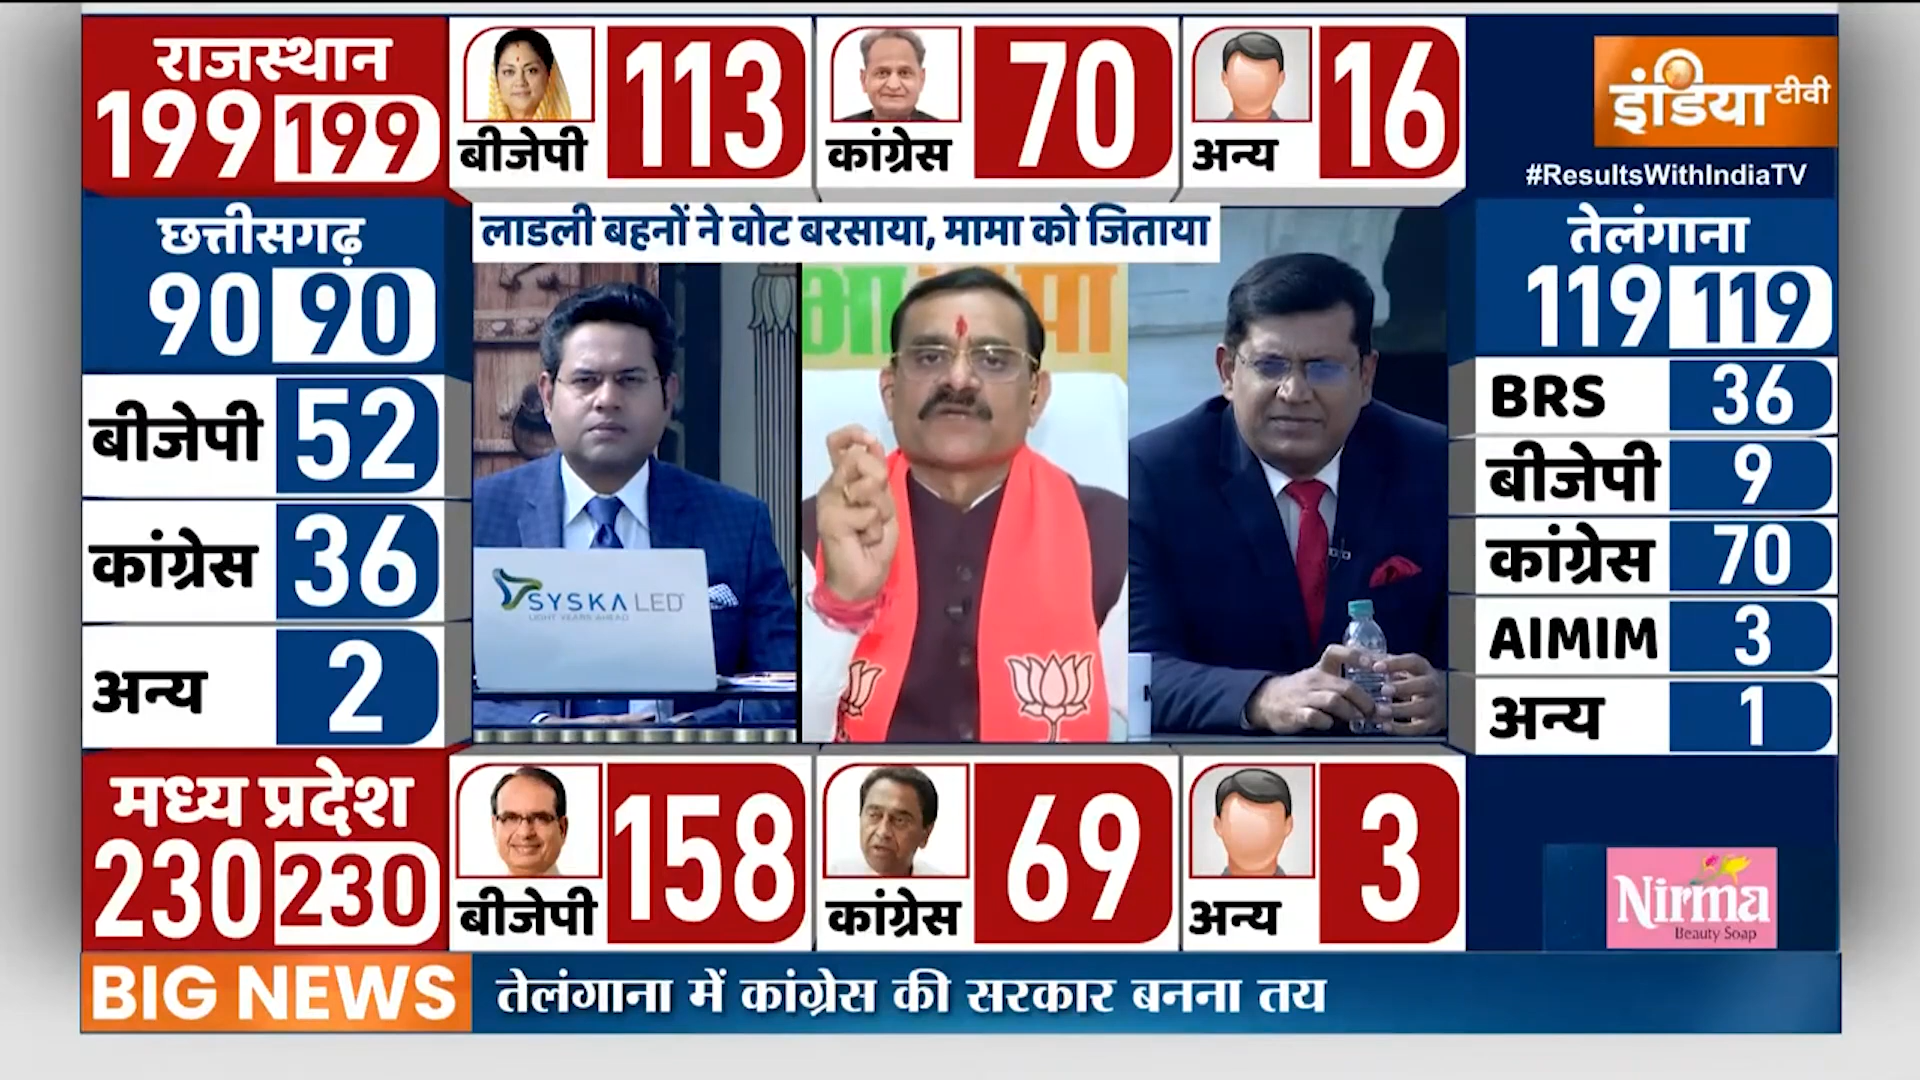 राजस्थान
199 199
बीजेपी 113
कांग्रेस 70
अन्य 16
इंडिया टीवी
#ResultsWithIndiaTV
छत्तीसगढ़
90 90
बीजेपी 52
कांग्रेस 36
अन्य 2
लाडली बहनों ने वोट बरसाया, मामा को जिताया
SYSKA LED
LIGHT YEARS AHEAD
तेलंगाना
119 119
BRS 36
बीजेपी 9
कांग्रेस 70
AIMIM 3
अन्य 1
मध्य प्रदेश
230 230
बीजेपी 158
कांग्रेस 69
अन्य 3
Nirma
Beauty Soap
BIG NEWS
तेलंगाना में कांग्रेस की सरकार बनना तय